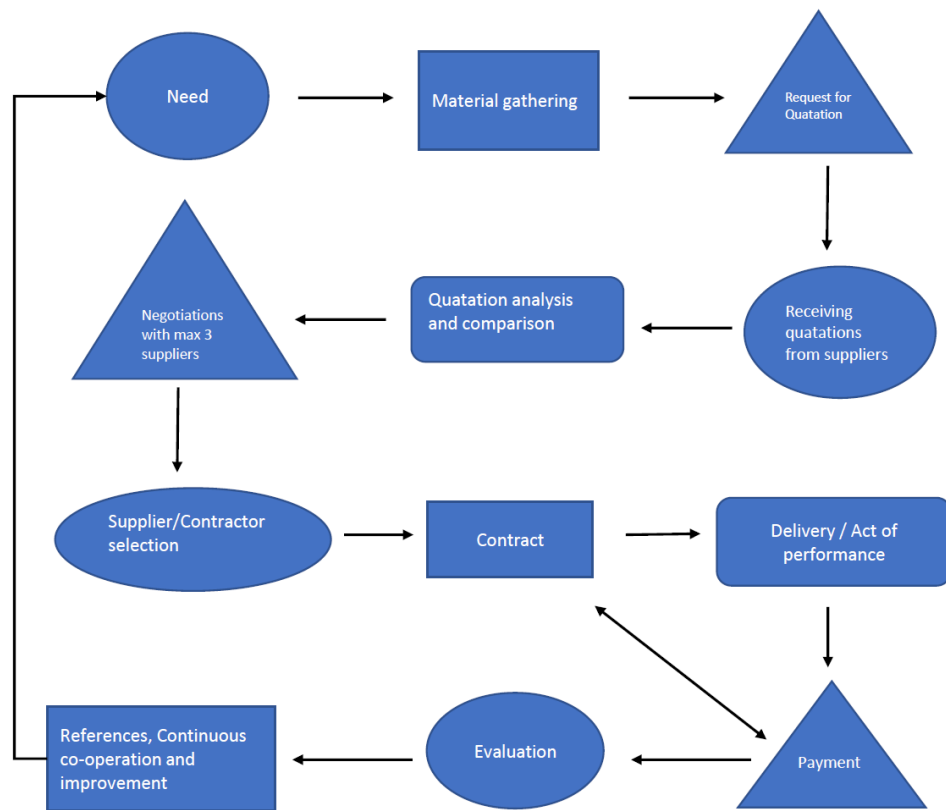 Need
Material gathering
Request for
Quatation
Receiving
quatations
from suppliers
Quatation analysis
and comparison
Negotiations
with max 3
suppliers
Supplier/Contractor
selection
Contract
Delivery / Act of
performance
Payment
Evaluation
References, Continuous
co-operation and
improvement